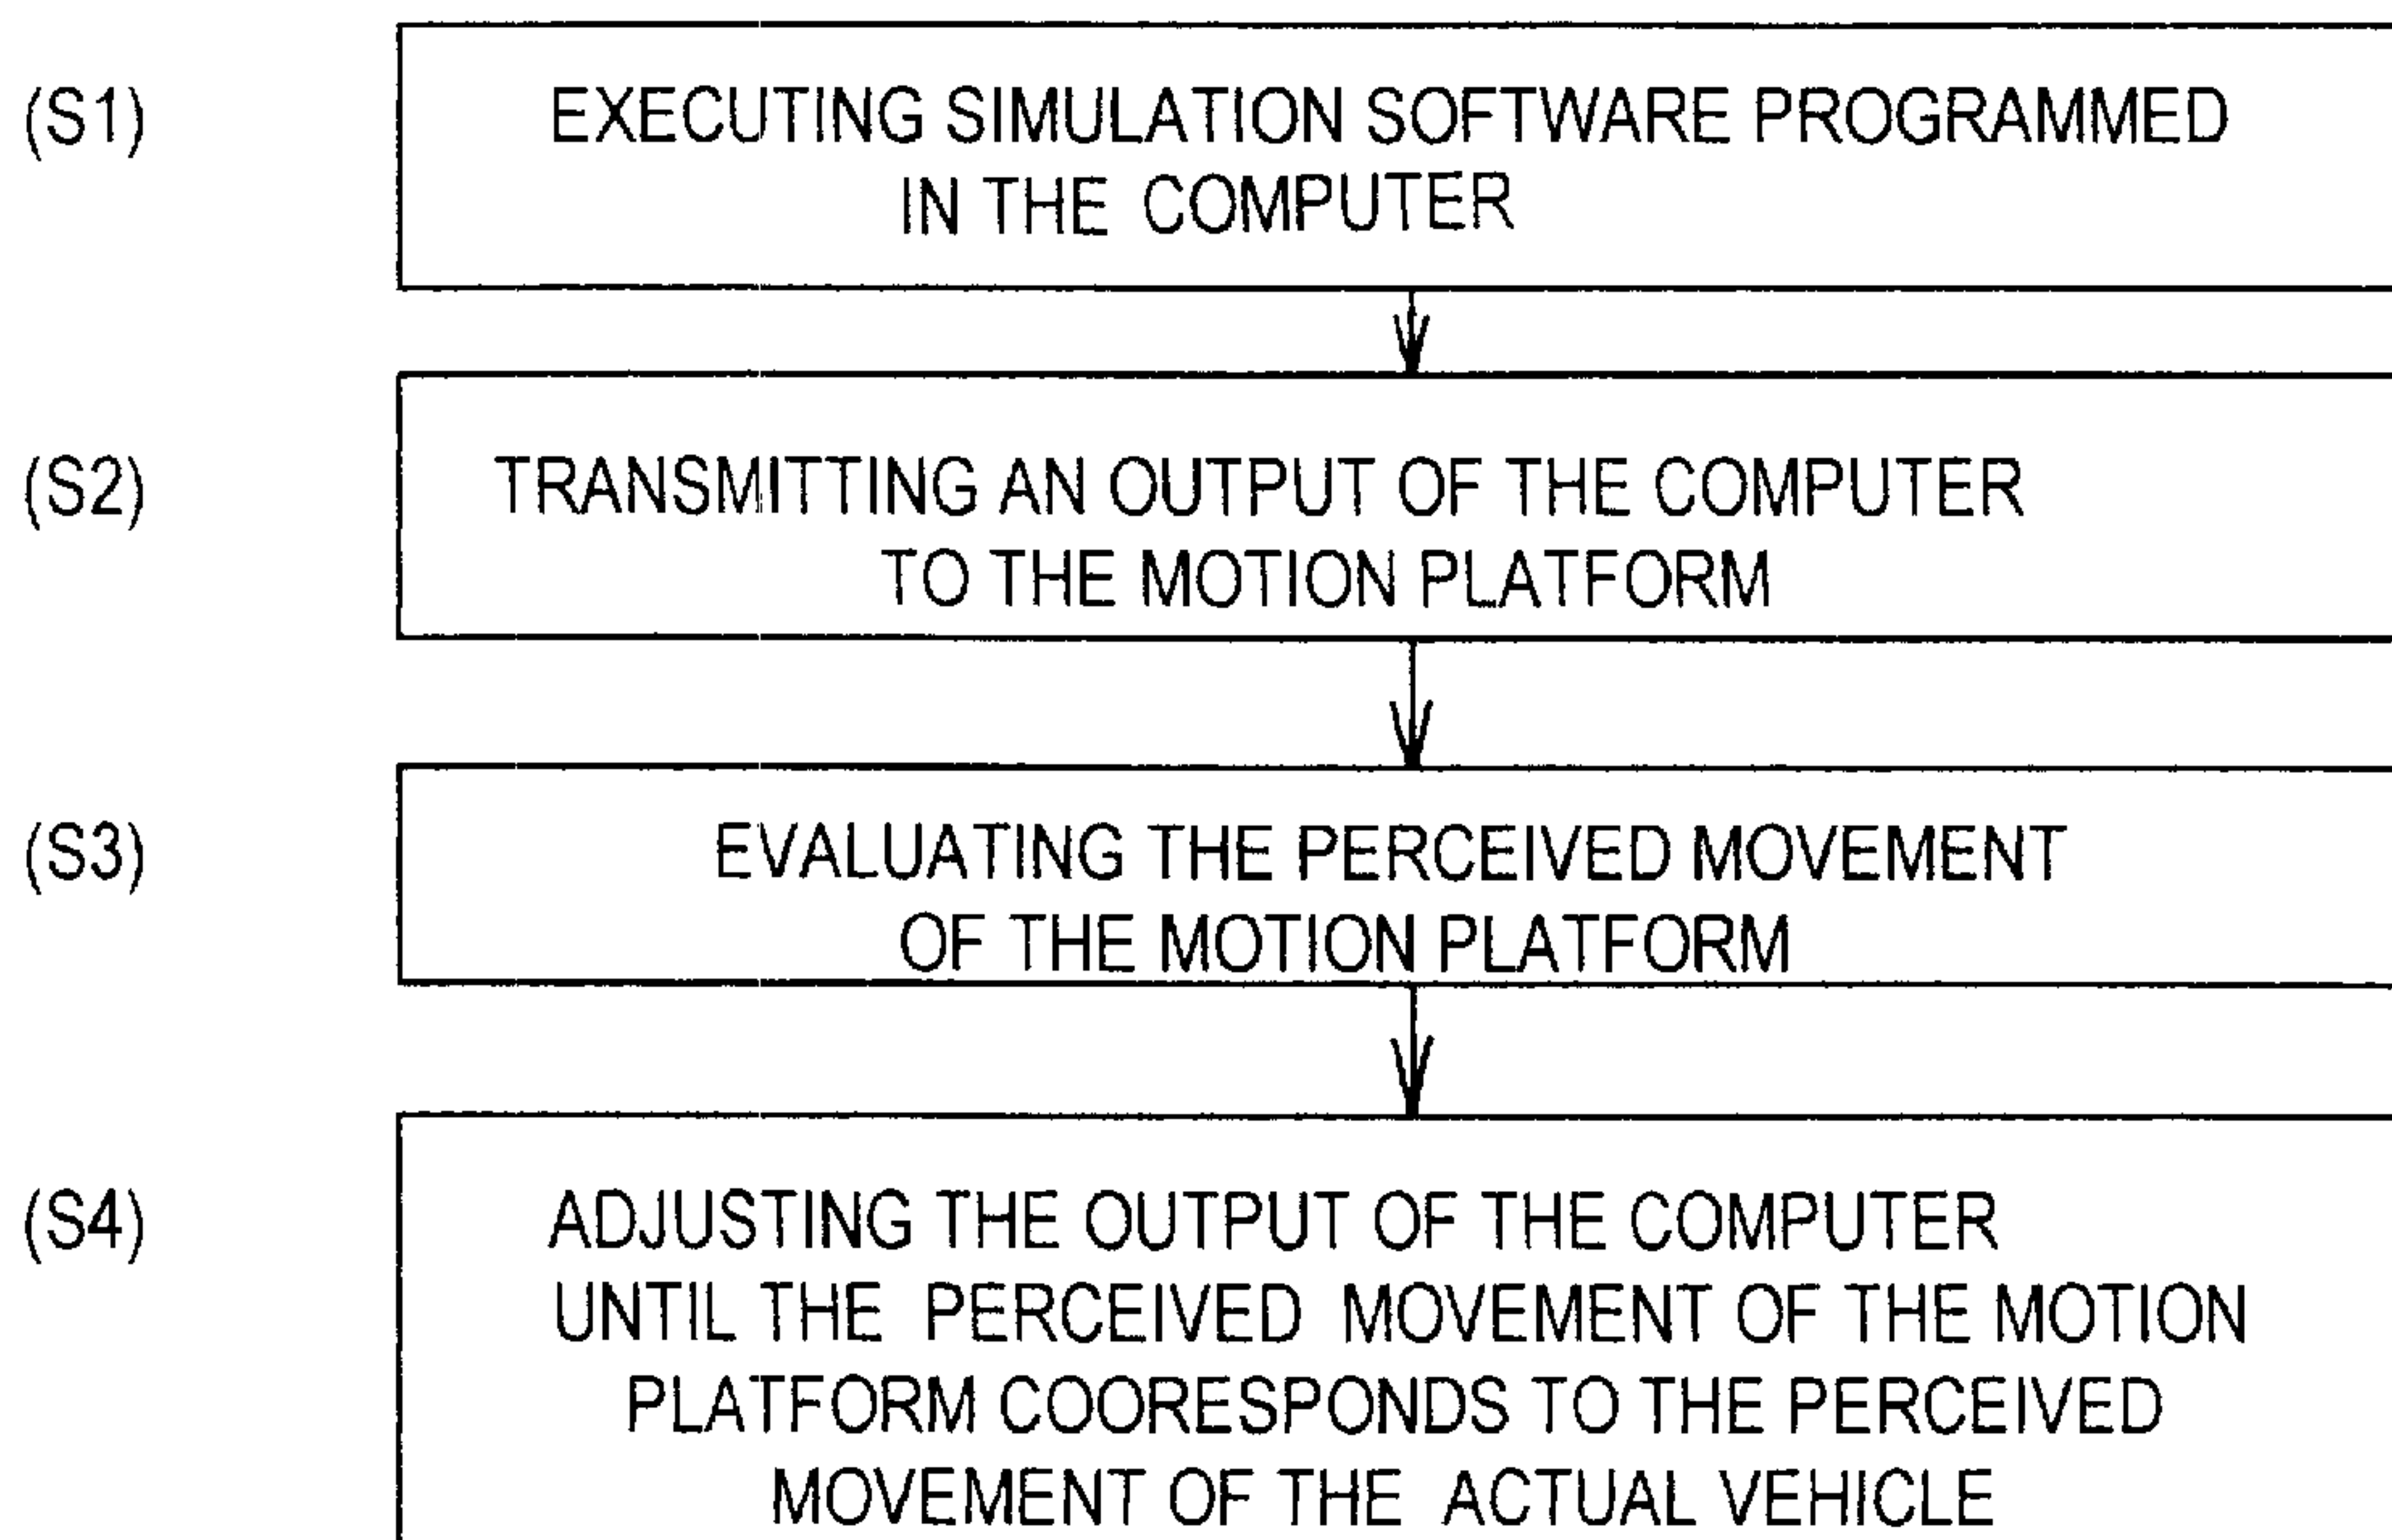 (S1)
EXECUTING SIMULATION SOFTWARE PROGRAMMED
IN THE COMPUTER
(S2)
TRANSMITTING AN OUTPUT OF THE COMPUTER
TO THE MOTION PLATFORM
(S3)
EVALUATING THE PERCEIVED MOVEMENT
OF THE MOTION PLATFORM
(S4)
ADJUSTING THE OUTPUT OF THE COMPUTER
UNTIL THE PERCEIVED MOVEMENT OF THE MOTION
PLATFORM COORESPONDS TO THE PERCEIVED
MOVEMENT OF THE ACTUAL VEHICLE